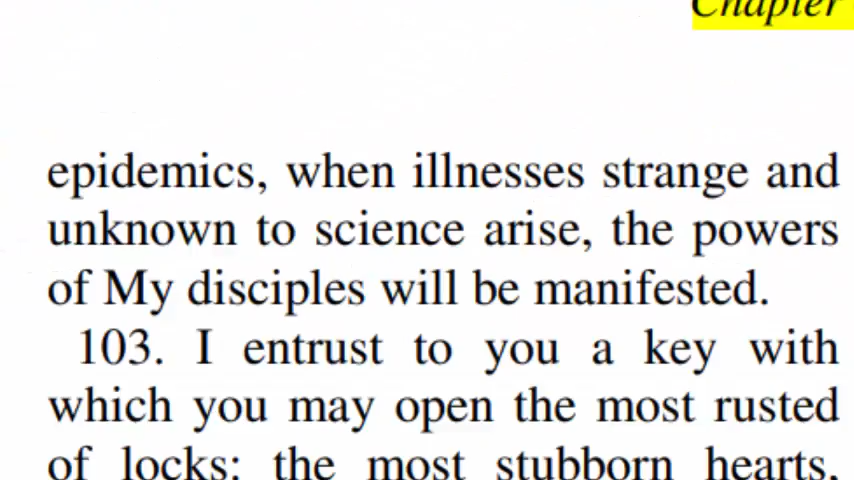 Chapter
epidemics, when illnesses strange and
unknown to science arise, the powers
of My disciples will be manifested.
103. I entrust to you a key with
which you may open the most rusted
of locks: the most stubborn hearts,